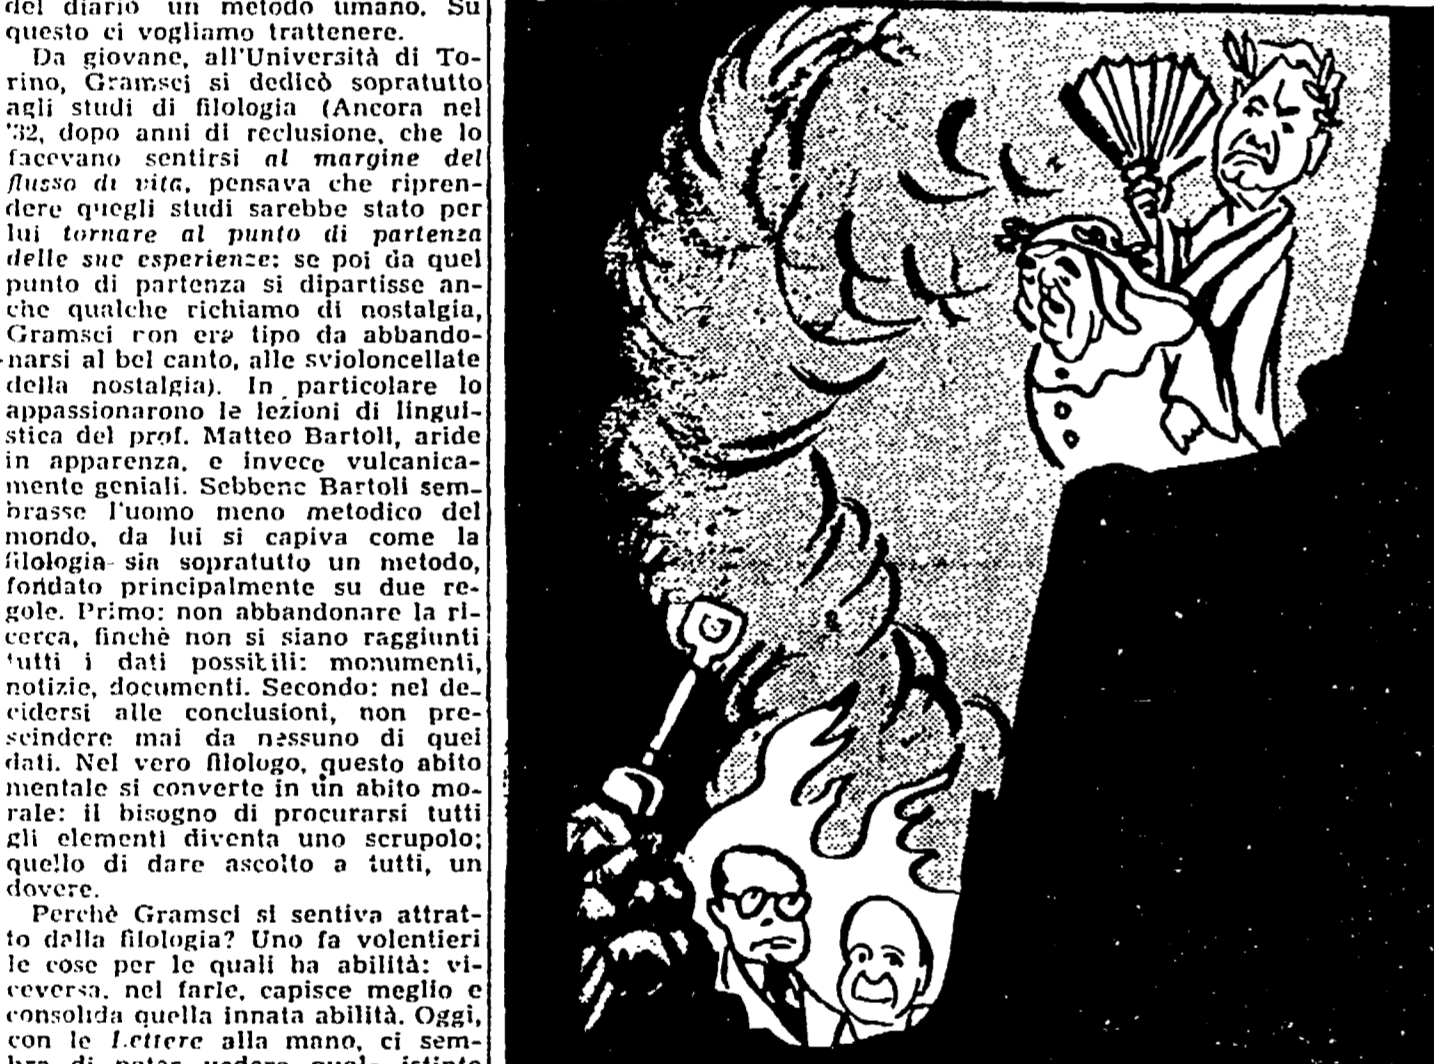 del diario un metodo umano. Su
questo ci vogliamo trattenere.
Da giovane, all'Università di To-
rino, Gramsci si dedicò sopratutto
agli studi di filologia (Ancora nel
'32, dopo anni di reclusione, che lo
facevano sentirsi al margine del
flusso di vita, pensava che ripren-
dere quegli studi sarebbe stato per
lui tornare al punto di partenza
delle sue esperienze: se poi da quel
punto di partenza si dipartisse an-
che qualche richiamo di nostalgia,
Gramsci non era tipo da abbando-
narsi al bel canto, alle svioloncellate
della nostalgia). In particolare lo
appassionarono le lezioni di lingui-
stica del prof. Matteo Bartoli, aride
in apparenza, e invece vulcanica-
mente geniali. Sebbene Bartoli sem-
brasse l'uomo meno metodico del
mondo, da lui si capiva come la
filologia sia sopratutto un metodo,
fondato principalmente su due re-
gole. Primo: non abbandonare la ri-
cerca, finchè non si siano raggiunti
tutti i dati possibili: monumenti,
notizie, documenti. Secondo: nel de-
cidersi alle conclusioni, non pre-
scindere mai da nessuno di quei
dati. Nel vero filologo, questo abito
mentale si converte in un abito mo-
rale: il bisogno di procurarsi tutti
gli elementi diventa uno scrupolo;
quello di dare ascolto a tutti, un
dovere.
Perchè Gramsci si sentiva attrat-
to dalla filologia? Uno fa volentieri
le cose per le quali ha abilità: vi-
ceversa, nel farle, capisce meglio e
consolida quella innata abilità. Oggi,
con le Lettere alla mano, ci sem-
bra di poter vedere quale istinto